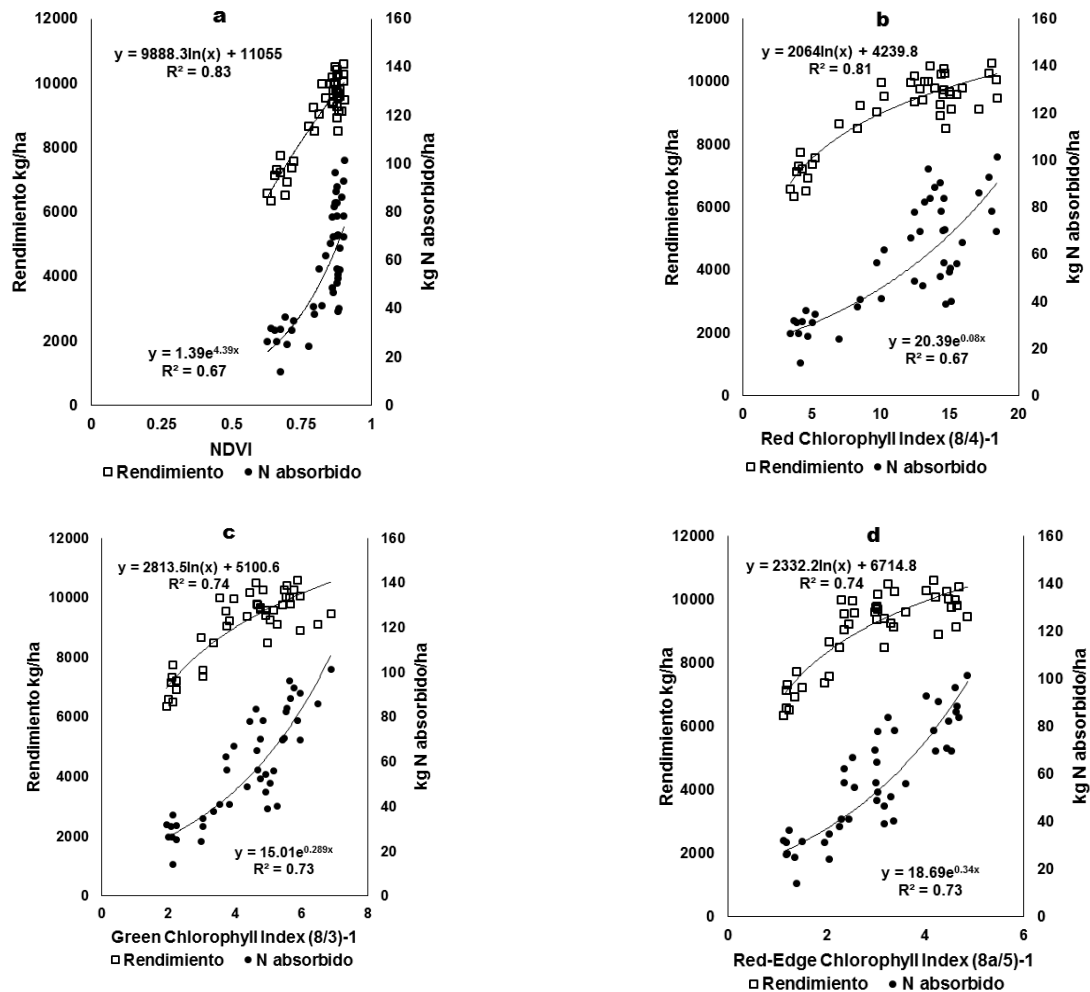 a
y = 9888.3ln(x) + 11055
R² = 0.83
y = 1.39e^4.39x
R² = 0.67
Rendimiento kg/ha
12000
10000
8000
6000
4000
2000
0
kg N absorbido/ha
160
140
120
100
80
60
40
20
0
0 0.25 0.5 0.75 1
NDVI
Rendimiento N absorbido
b
y = 2064ln(x) + 4239.8
R² = 0.81
y = 20.39e^0.08x
R² = 0.67
Rendimiento kg/ha
12000
10000
8000
6000
4000
2000
0
kg N absorbido/ha
160
140
120
100
80
60
40
20
0
0 5 10 15 20
Red Chlorophyll Index (8/4)-1
Rendimiento N absorbido
c
y = 2813.5ln(x) + 5100.6
R² = 0.74
y = 15.01e^0.289x
R² = 0.73
Rendimiento kg/ha
12000
10000
8000
6000
4000
2000
0
kg N absorbido/ha
160
140
120
100
80
60
40
20
0
0 2 4 6 8
Green Chlorophyll Index (8/3)-1
Rendimiento N absorbido
d
y = 2332.2ln(x) + 6714.8
R² = 0.74
y = 18.69e^0.34x
R² = 0.73
Rendimiento kg/ha
12000
10000
8000
6000
4000
2000
0
kg N absorbido/ha
160
140
120
100
80
60
40
20
0
0 2 4 6
Red-Edge Chlorophyll Index (8a/5)-1
Rendimiento N absorbido